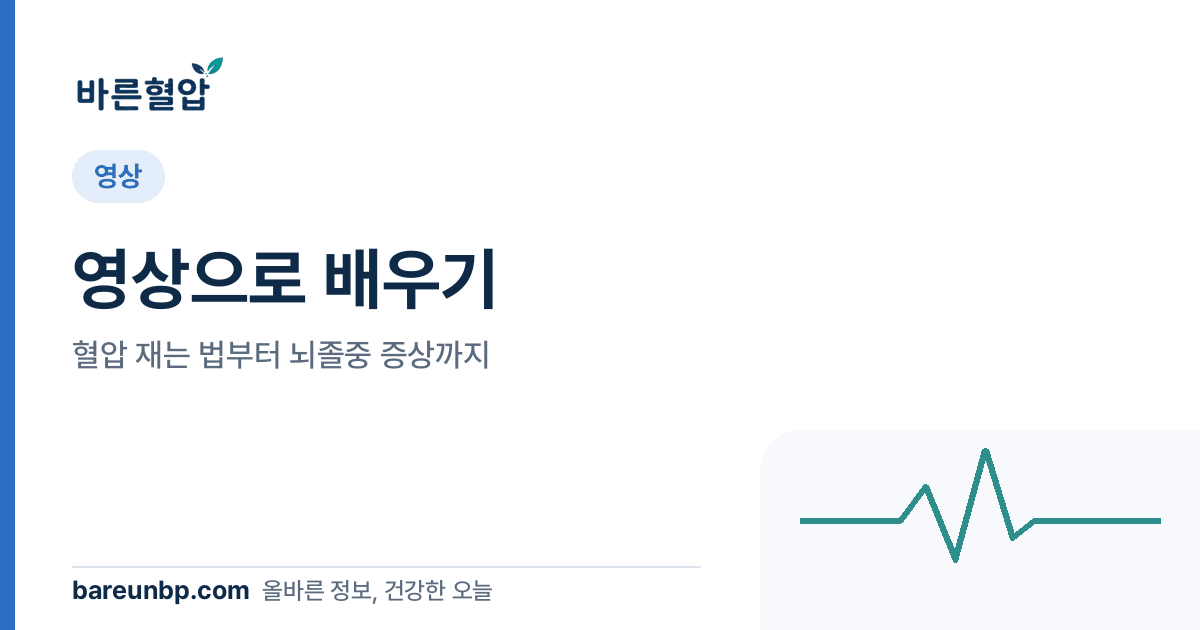 바른혈압
영상
영상으로 배우기
혈압 재는 법부터 뇌졸중 증상까지
bareunbp.com 올바른 정보, 건강한 오늘